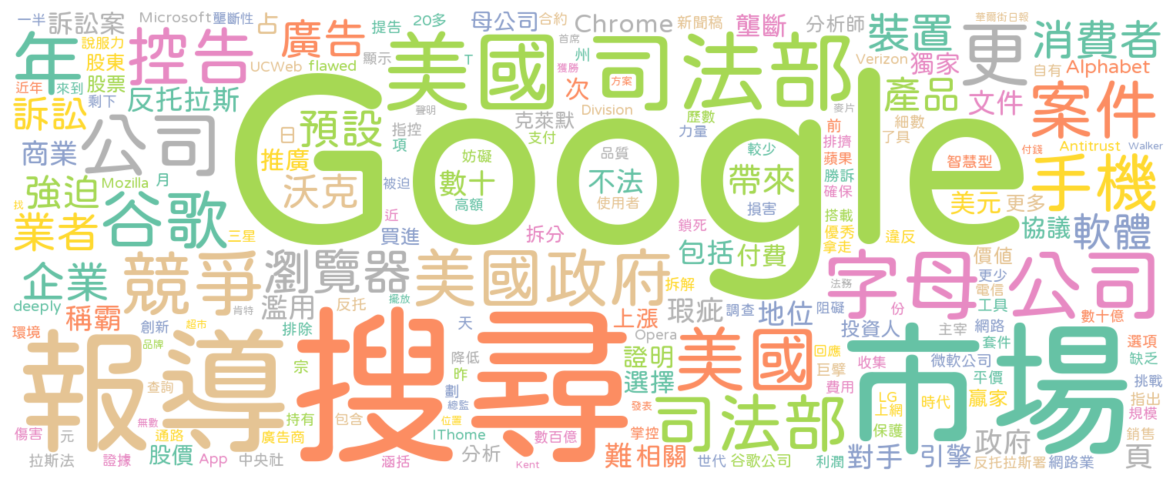 一半 訴訟案 Microsoft 壟斷性 占 提告 20多 母公司 合約 Chrome 新聞稿 壟斷 分析師 裝置 消費者
近年 說服力 來到 股東 股票 年 控告 廣告 UCWeb flawed 顯示 美國司法部 T 首席 獲勝 州 次 方案 華爾街日報 Verizon 獨家 更 自有 Alphabet
剩下 反托拉斯 聲明 Division 歷數 麥片 產品 文件 案件
訴訟 公司 日 預設 指控 項 克萊默 支付 力量 前 排擠 細數 了具 Antitrust Walker
商業 推廣 Google 妨礙 品質 較少 蘋果 勝訴 確保 智慧型 付錢
強迫 Mozilla 月 沃克 被迫 數十 高額 不法 使用者 帶來 損害 搭載 優秀 拿走 美元 更多 手機
找 業者 谷歌 三星 近 買進 拆分 鎖死 違反 協議 軟體
企業 競爭 瀏覽器 美國政府 包括 付費 字母公司 價值
deeply 稱霸 濫用 反托 擺放 肯特 拆解 瑕疵 調查 地位 阻礙 法務 份 更少 電信 工具 數十億
環境 創新 超市 排除 天 Opera 上漲 投資人 主宰 網路 套件 選項
報導 品牌 搜尋 宗 降低 昨 劃 證明 選擇 美國 回應 巨擘 收集 微軟公司 市場 缺乏
查詢 無數 持有 包含 總監 位置 發表 司法部 費用 LG 上網 平價 時代 贏家 挑戰 指出 規模
傷害 元 通路 廣告商 IThome 數百億 掌控 保護 政府 銷售
拉斯法 證據 股價 App 中央社 涵括 分析 Kent 難 相關 世代 谷歌公司 利潤 對手 引擎 反托拉斯署 網路業 頁